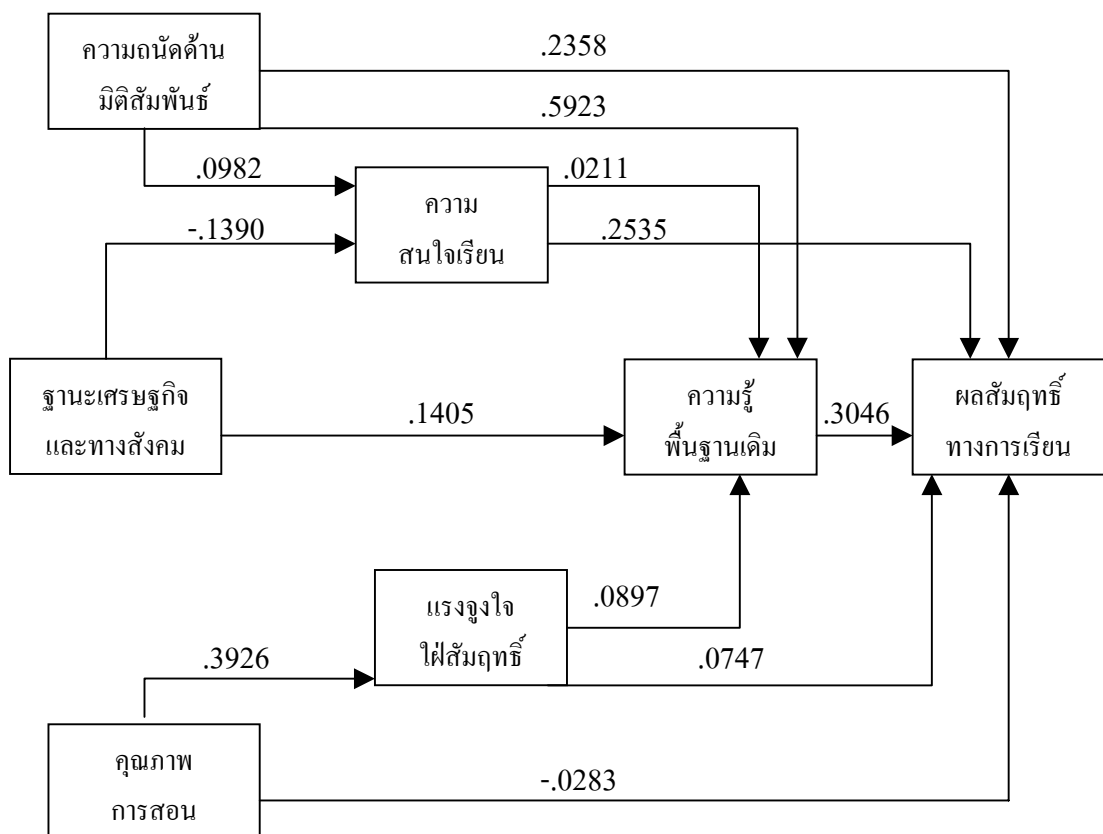 ความถนัดด้าน
มิติสัมพันธ์
.2358
.5923
.0982
.0211
ความ
สนใจเรียน
-.1390
.2535
ฐานะเศรษฐกิจ
และทางสังคม
.1405
ความรู้
พื้นฐานเดิม
.3046
ผลสัมฤทธิ์
ทางการเรียน
แรงจูงใจ
ใฝ่สัมฤทธิ์
.0897
.0747
.3926
คุณภาพ
การสอน
-.0283